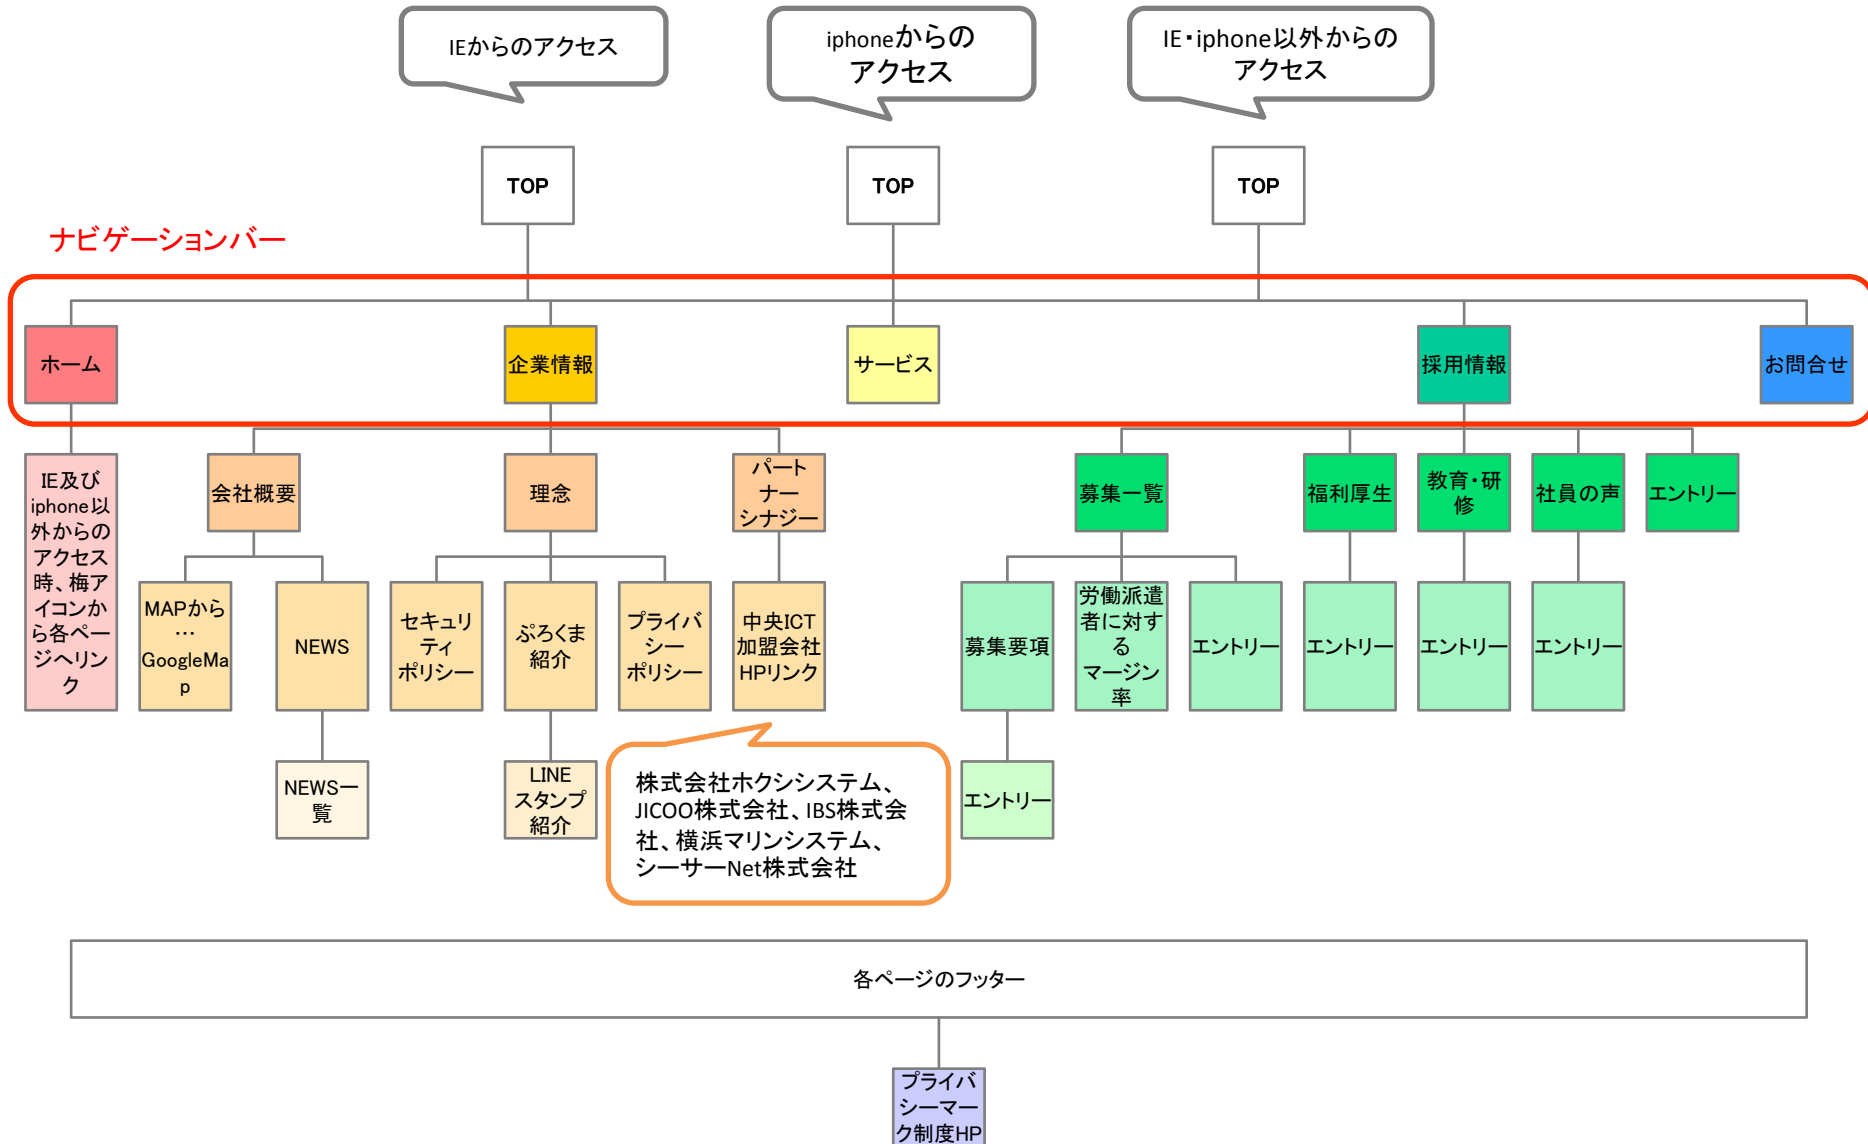 IEからのアクセス
iphoneからの
アクセス
IE・iphone以外からの
アクセス
TOP
TOP
TOP
ナビゲーションバー
ホーム
企業情報
サービス
採用情報
お問合せ
IE及び
iphone以
外からの
アクセス
時、梅ア
イコンか
ら各ペー
ジへリン
ク
会社概要
理念
パート
ナー
シナジー
募集一覧
福利厚生
教育・研
修
社員の声
エントリー
MAPから
…
GoogleMa
p
NEWS
セキュリ
ティ
ポリシー
ぷろくま
紹介
プライバ
シー
ポリシー
中央ICT
加盟会社
HPリンク
募集要項
労働派遣
者に対す
る
マージン
率
エントリー
エントリー
エントリー
エントリー
NEWS一
覧
LINE
スタンプ
紹介
株式会社ホクシシステム、
JICOO株式会社、IBS株式会
社、横浜マリンシステム、
シーサーNet株式会社
エントリー
各ページのフッター
プライバ
シーマー
ク制度HP